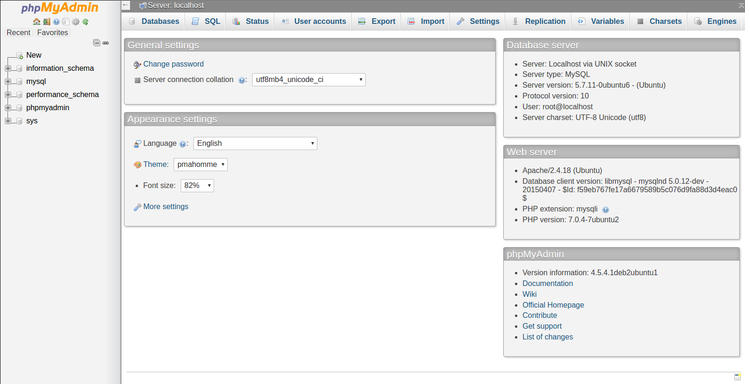 phpMyAdmin
Recent Favorites
New
information_schema
mysql
performance_schema
phpmyadmin
sys
Server: localhost
Databases SQL Status User accounts Export Import Settings Replication Variables Charsets Engines
General settings
Change password
Server connection collation : utf8mb4_unicode_ci
Appearance settings
Language : English
Theme: pmahomme
Font size: 82%
More settings
Database server
Server: Localhost via UNIX socket
Server type: MySQL
Server version: 5.7.11-0ubuntu6 - (Ubuntu)
Protocol version: 10
User: root@localhost
Server charset: UTF-8 Unicode (utf8)
Web server
Apache/2.4.18 (Ubuntu)
Database client version: libmysql - mysqlnd 5.0.12-dev -
20150407 - $Id: f59eb767fe17a6679589b5c076d9fa88d3d4eac0
$
PHP extension: mysqli
PHP version: 7.0.4-7ubuntu2
phpMyAdmin
Version information: 4.5.4.1deb2ubuntu1
Documentation
Wiki
Official Homepage
Contribute
Get support
List of changes